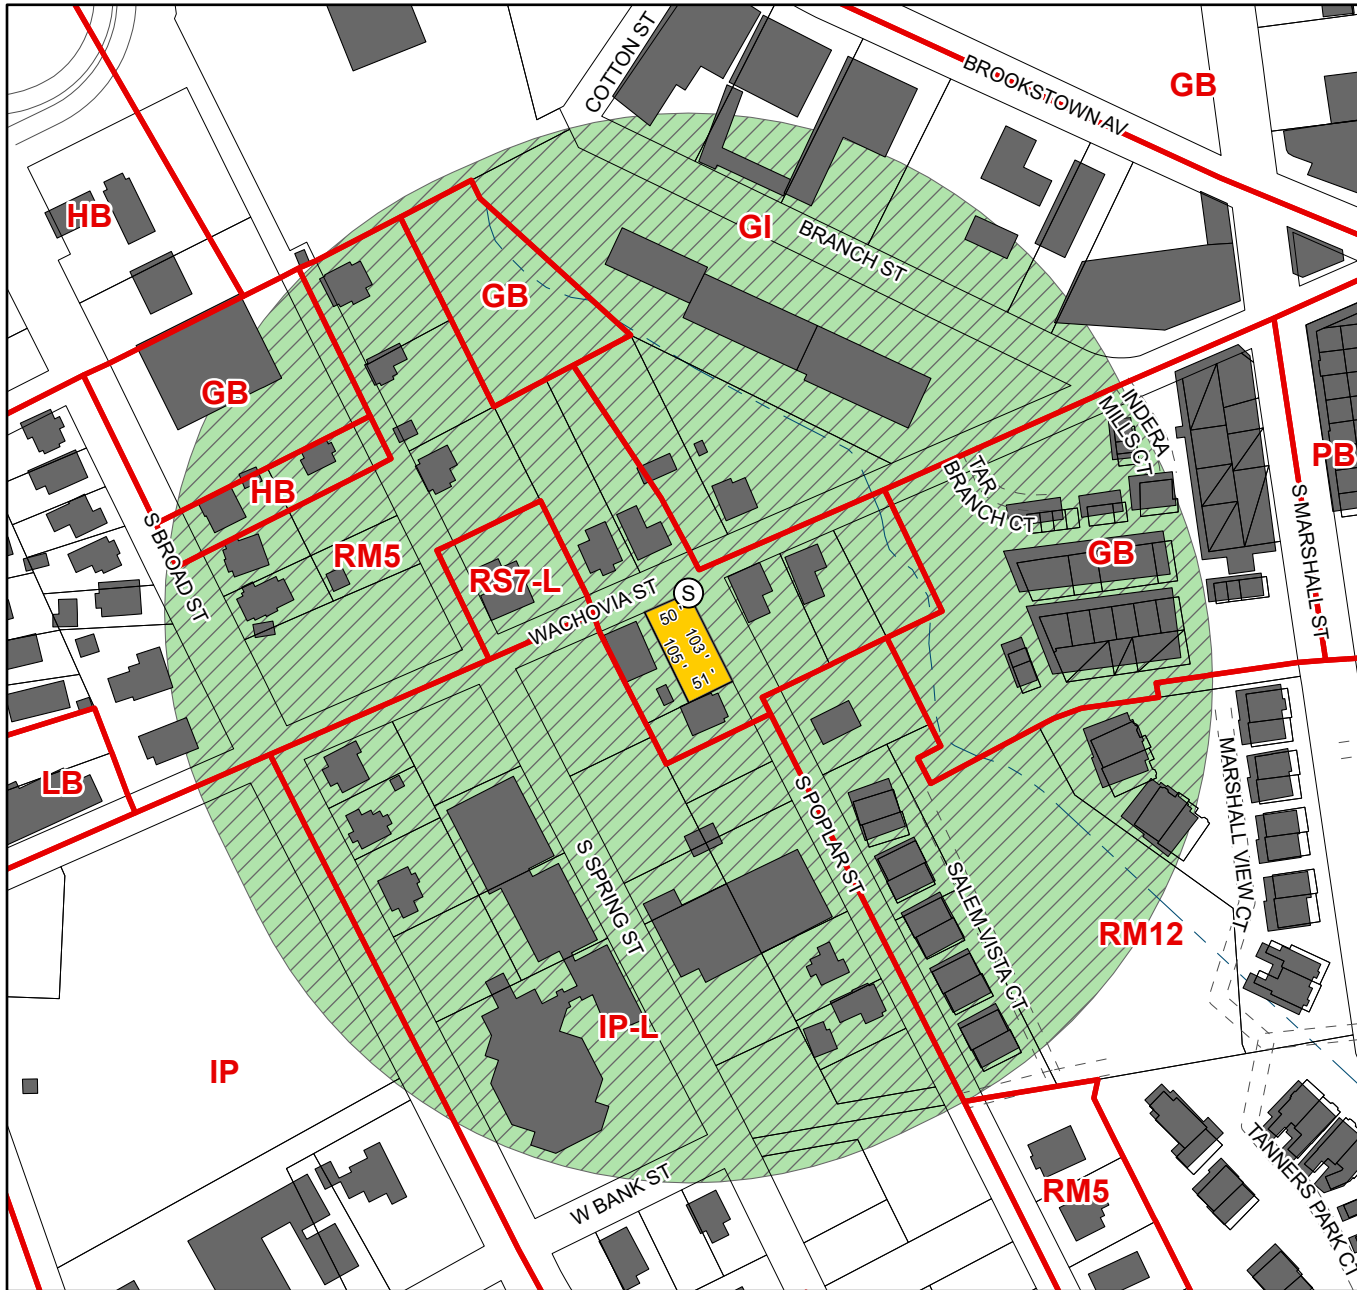 COTTON ST
BROOKSTOWN AV
GB
HB
GI
BRANCH ST
GB
GB
INDERA
MILLS CT
PB
TAR
BRANCH CT
HB
S BROAD ST
RM5
RS7-L
GB
S MARSHALL ST
WACHOVIA ST
S
50 '
103 '
105 '
51 '
LB
MARSHALL VIEW CT
S POPLAR ST
S SPRING ST
SALEM VISTA CT
RM12
IP-L
IP
W BANK ST
RM5
TANNERS PARK CT